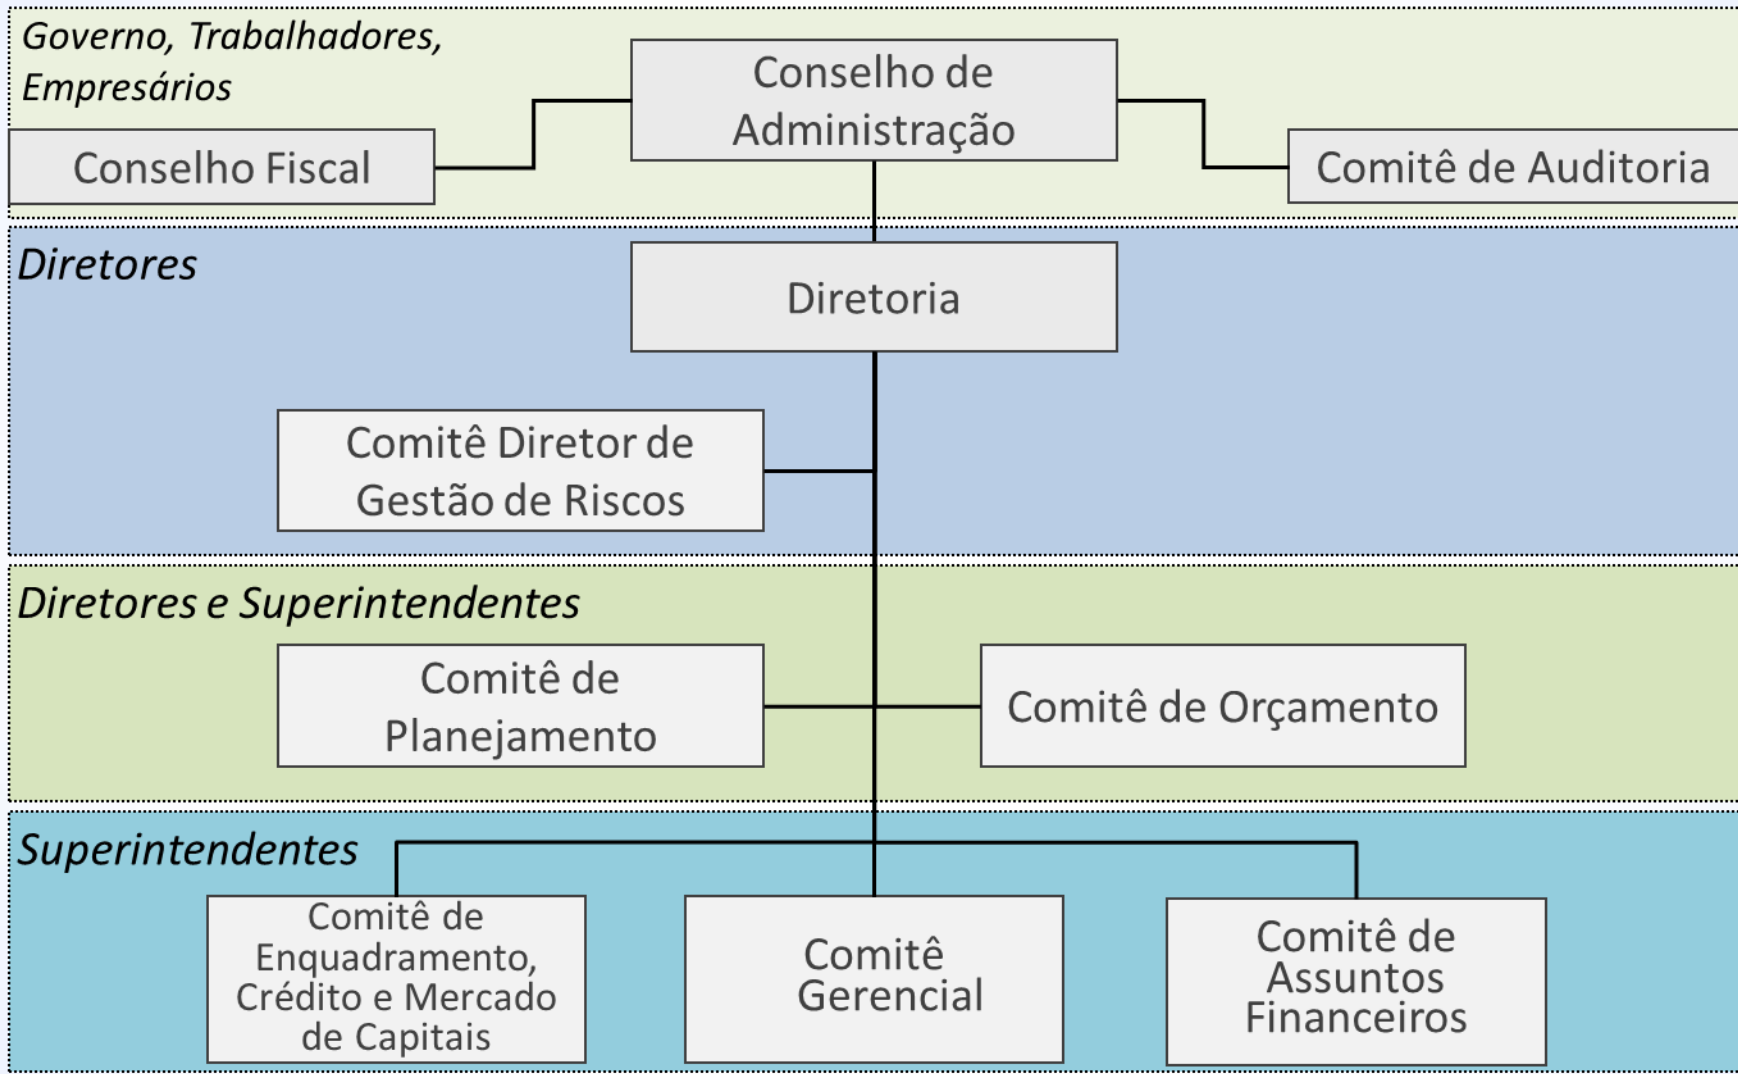 Governo, Trabalhadores,
Empresários
Conselho de
Administração
Conselho Fiscal
Comitê de Auditoria
Diretores
Diretoria
Comitê Diretor de
Gestão de Riscos
Diretores e Superintendentes
Comitê de
Planejamento
Comitê de Orçamento
Superintendentes
Comitê de
Enquadramento,
Crédito e Mercado
de Capitais
Comitê
Gerencial
Comitê de
Assuntos
Financeiros